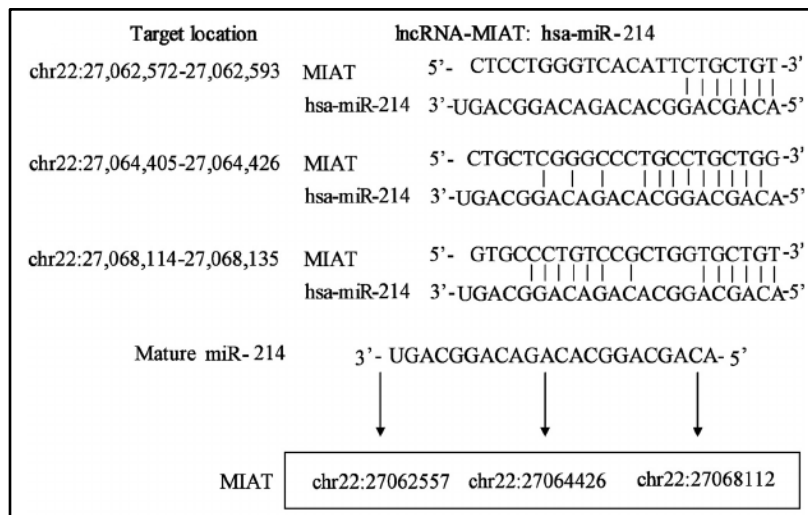 Target location lncRNA-MIAT: hsa-miR-214
chr22:27,062,572-27,062,593 MIAT 5'- CTCCTGGGTCACATTCTGCTGT-3'
hsa-miR-214 3'-UGACGGACAGACACGGACGACA-5'
chr22:27,064,405-27,064,426 MIAT 5'- CTGCTCGGGCCCTGCCTGCTGG-3'
hsa-miR-214 3'-UGACGGACAGACACGGACGACA-5'
chr22:27,068,114-27,068,135 MIAT 5'- GTGCCCTGTCCGCTGGTGCTGT-3'
hsa-miR-214 3'-UGACGGACAGACACGGACGACA-5'
Mature miR-214 3'- UGACGGACAGACACGGACGACA- 5'
MIAT chr22:27062557 chr22:27064426 chr22:27068112